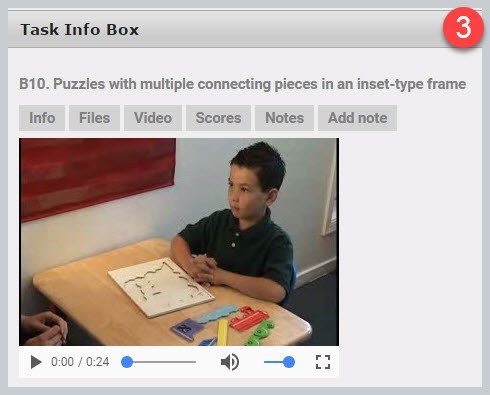 Task Info Box 3
B10. Puzzles with multiple connecting pieces in an inset-type frame
Info Files Video Scores Notes Add note
0:00 / 0:24